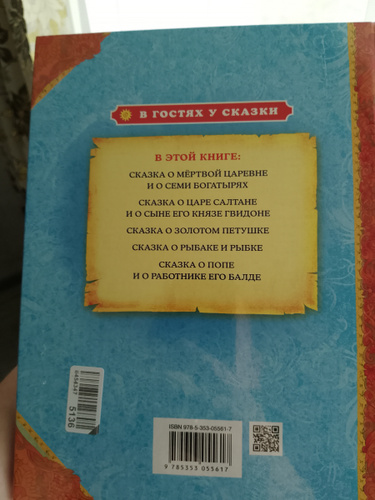 В ГОСТЯХ У СКАЗКИ
В ЭТОЙ КНИГЕ:
СКАЗКА О МЁРТВОЙ ЦАРЕВНЕ
И О СЕМИ БОГАТЫРЯХ
СКАЗКА О ЦАРЕ САЛТАНЕ
И О СЫНЕ ЕГО КНЯЗЕ ГВИДОНЕ
СКАЗКА О ЗОЛОТОМ ПЕТУШКЕ
СКАЗКА О РЫБАКЕ И РЫБКЕ
СКАЗКА О ПОПЕ
И О РАБОТНИКЕ ЕГО БАЛДЕ
5136
ISBN 978-5-353-05561-7
9 785353 055617